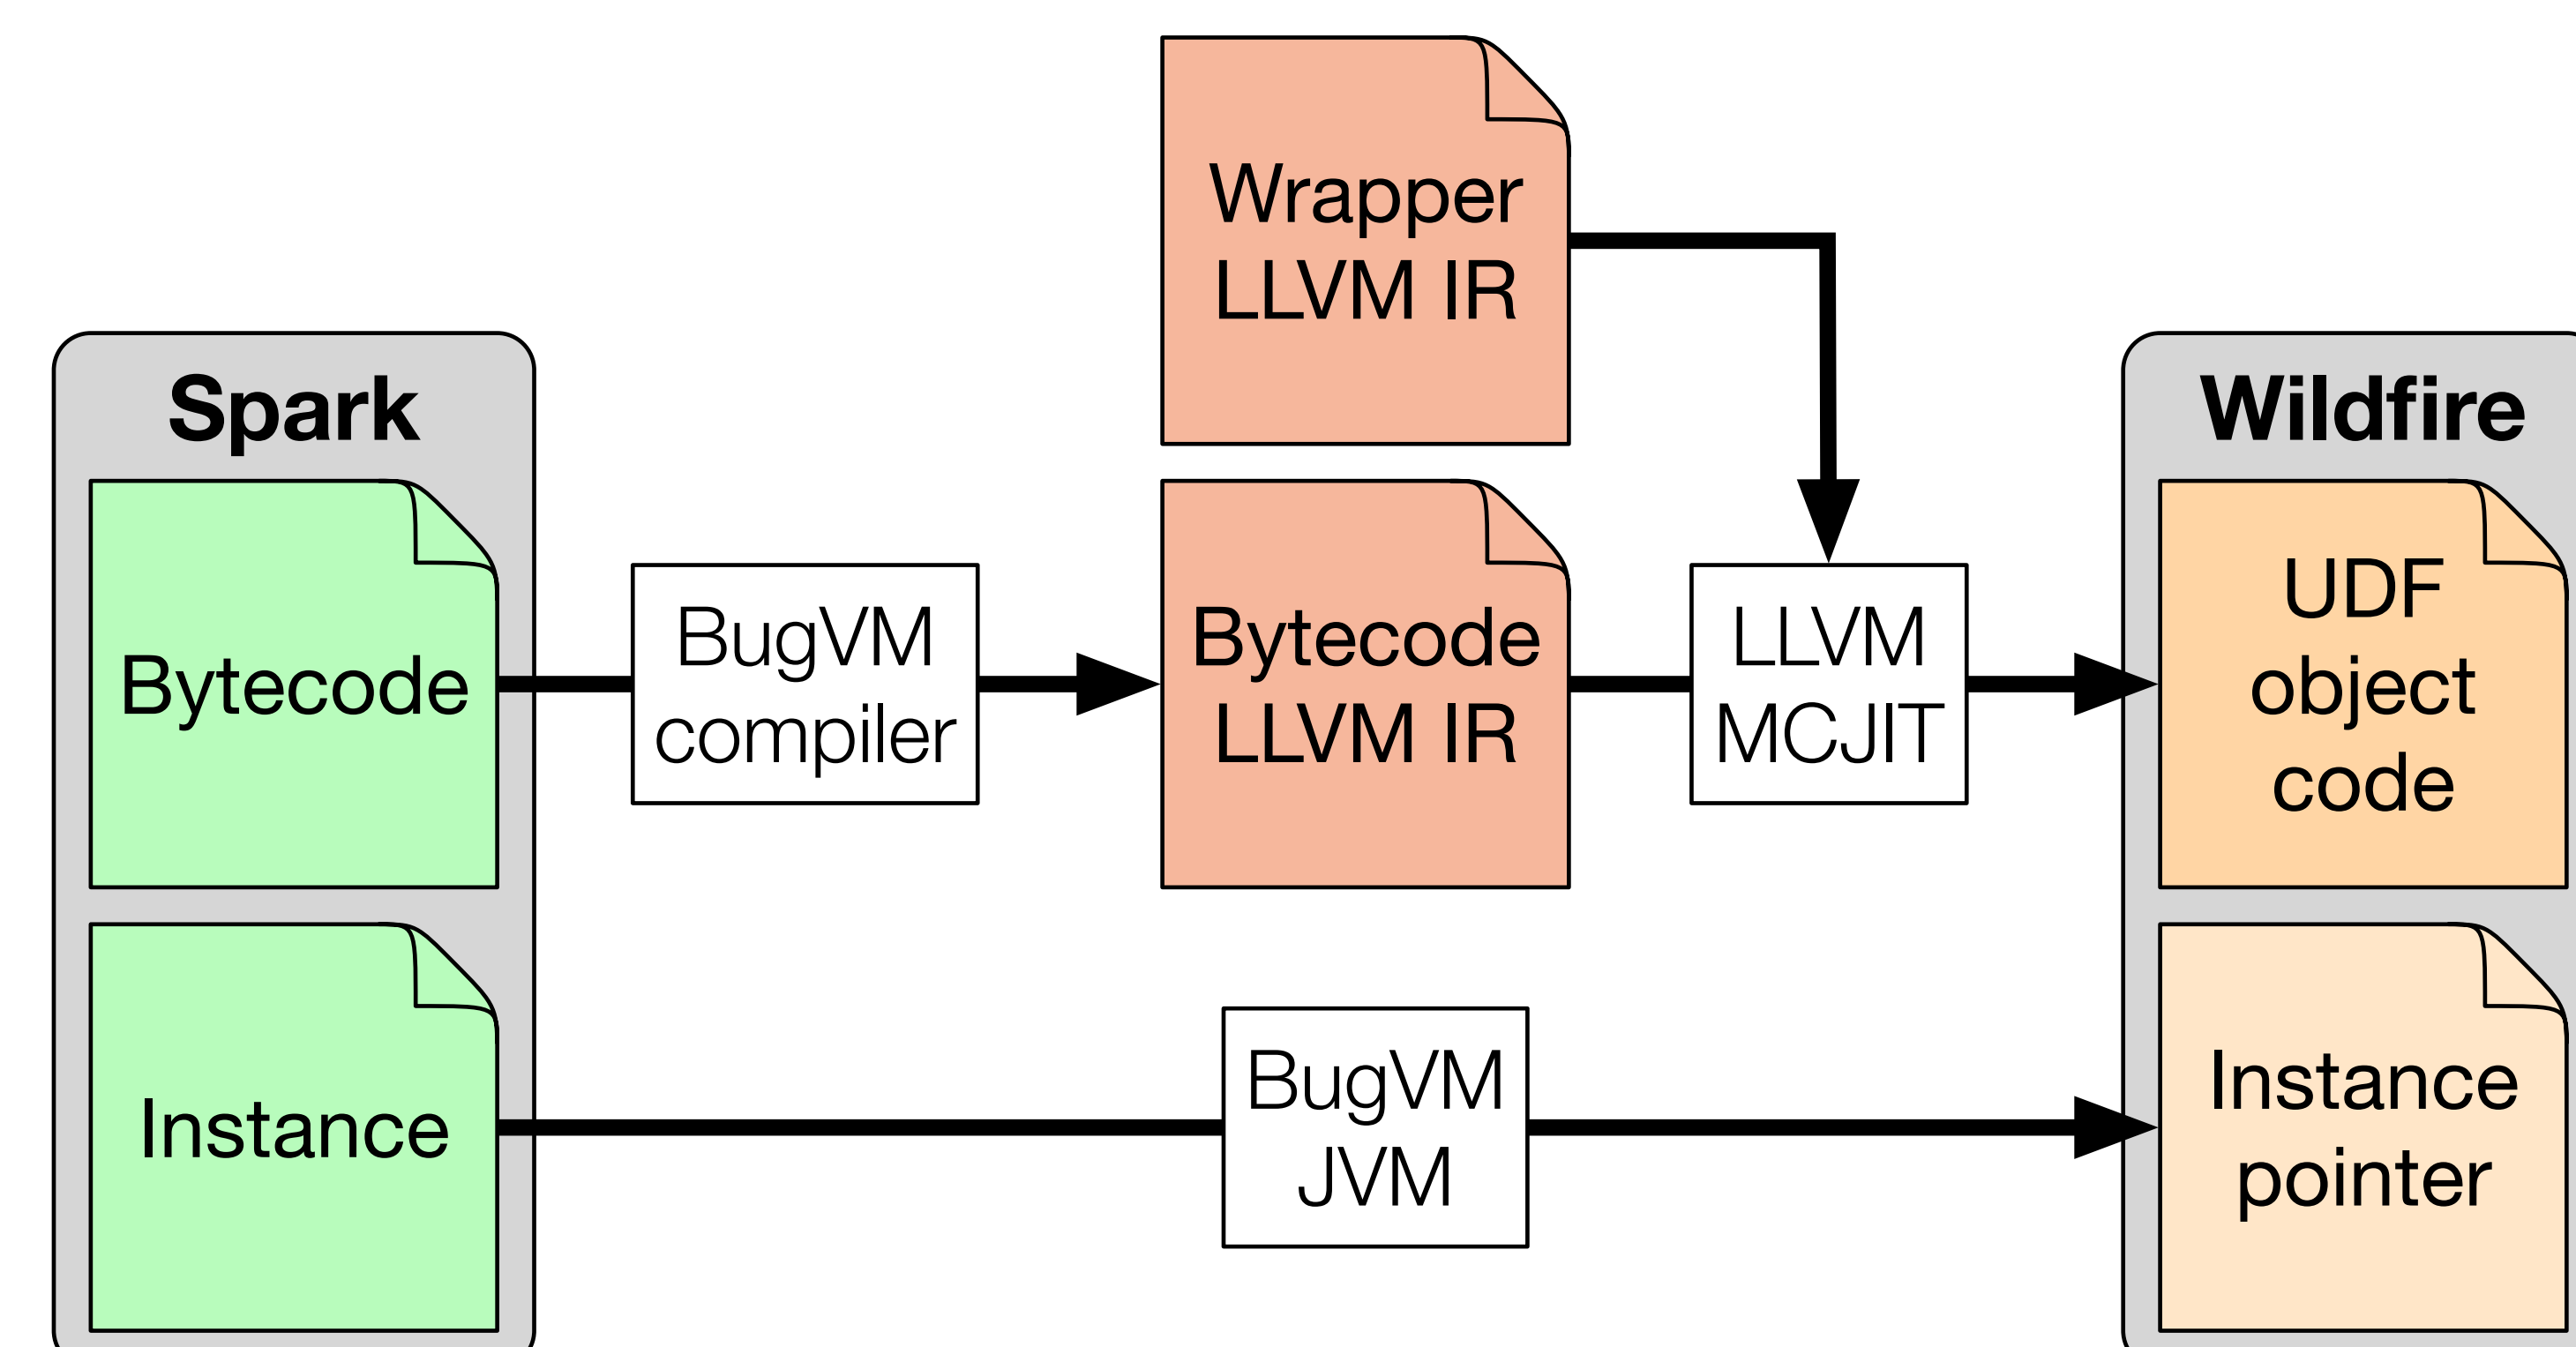 Wrapper
LLVM IR
Spark
Wildfire
Bytecode
BugVM
compiler
Bytecode
LLVM IR
LLVM
MCJIT
UDF
object
code
Instance
BugVM
JVM
Instance
pointer